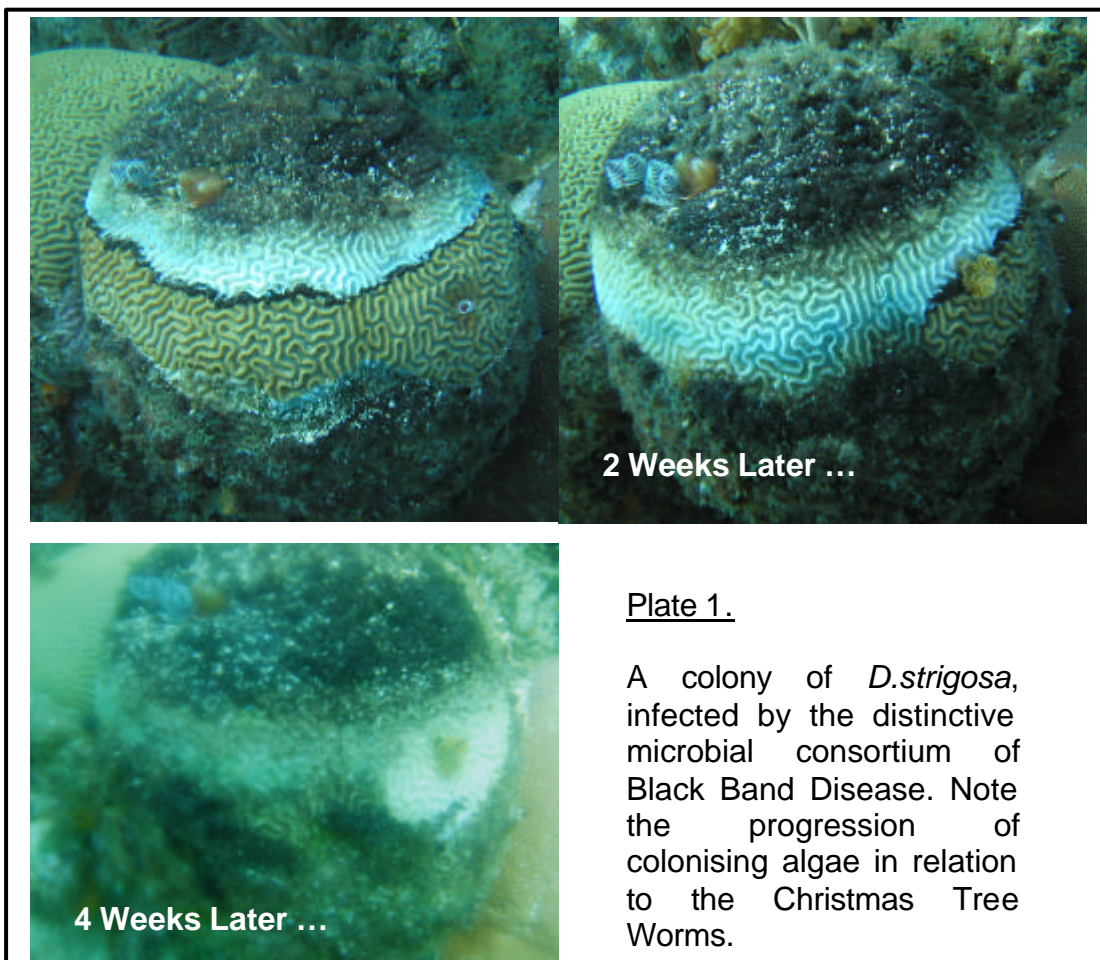 2 Weeks Later …
4 Weeks Later …
Plate 1.
A colony of D.strigosa,
infected by the distinctive
microbial consortium of
Black Band Disease. Note
the progression of
colonising algae in relation
to the Christmas Tree
Worms.